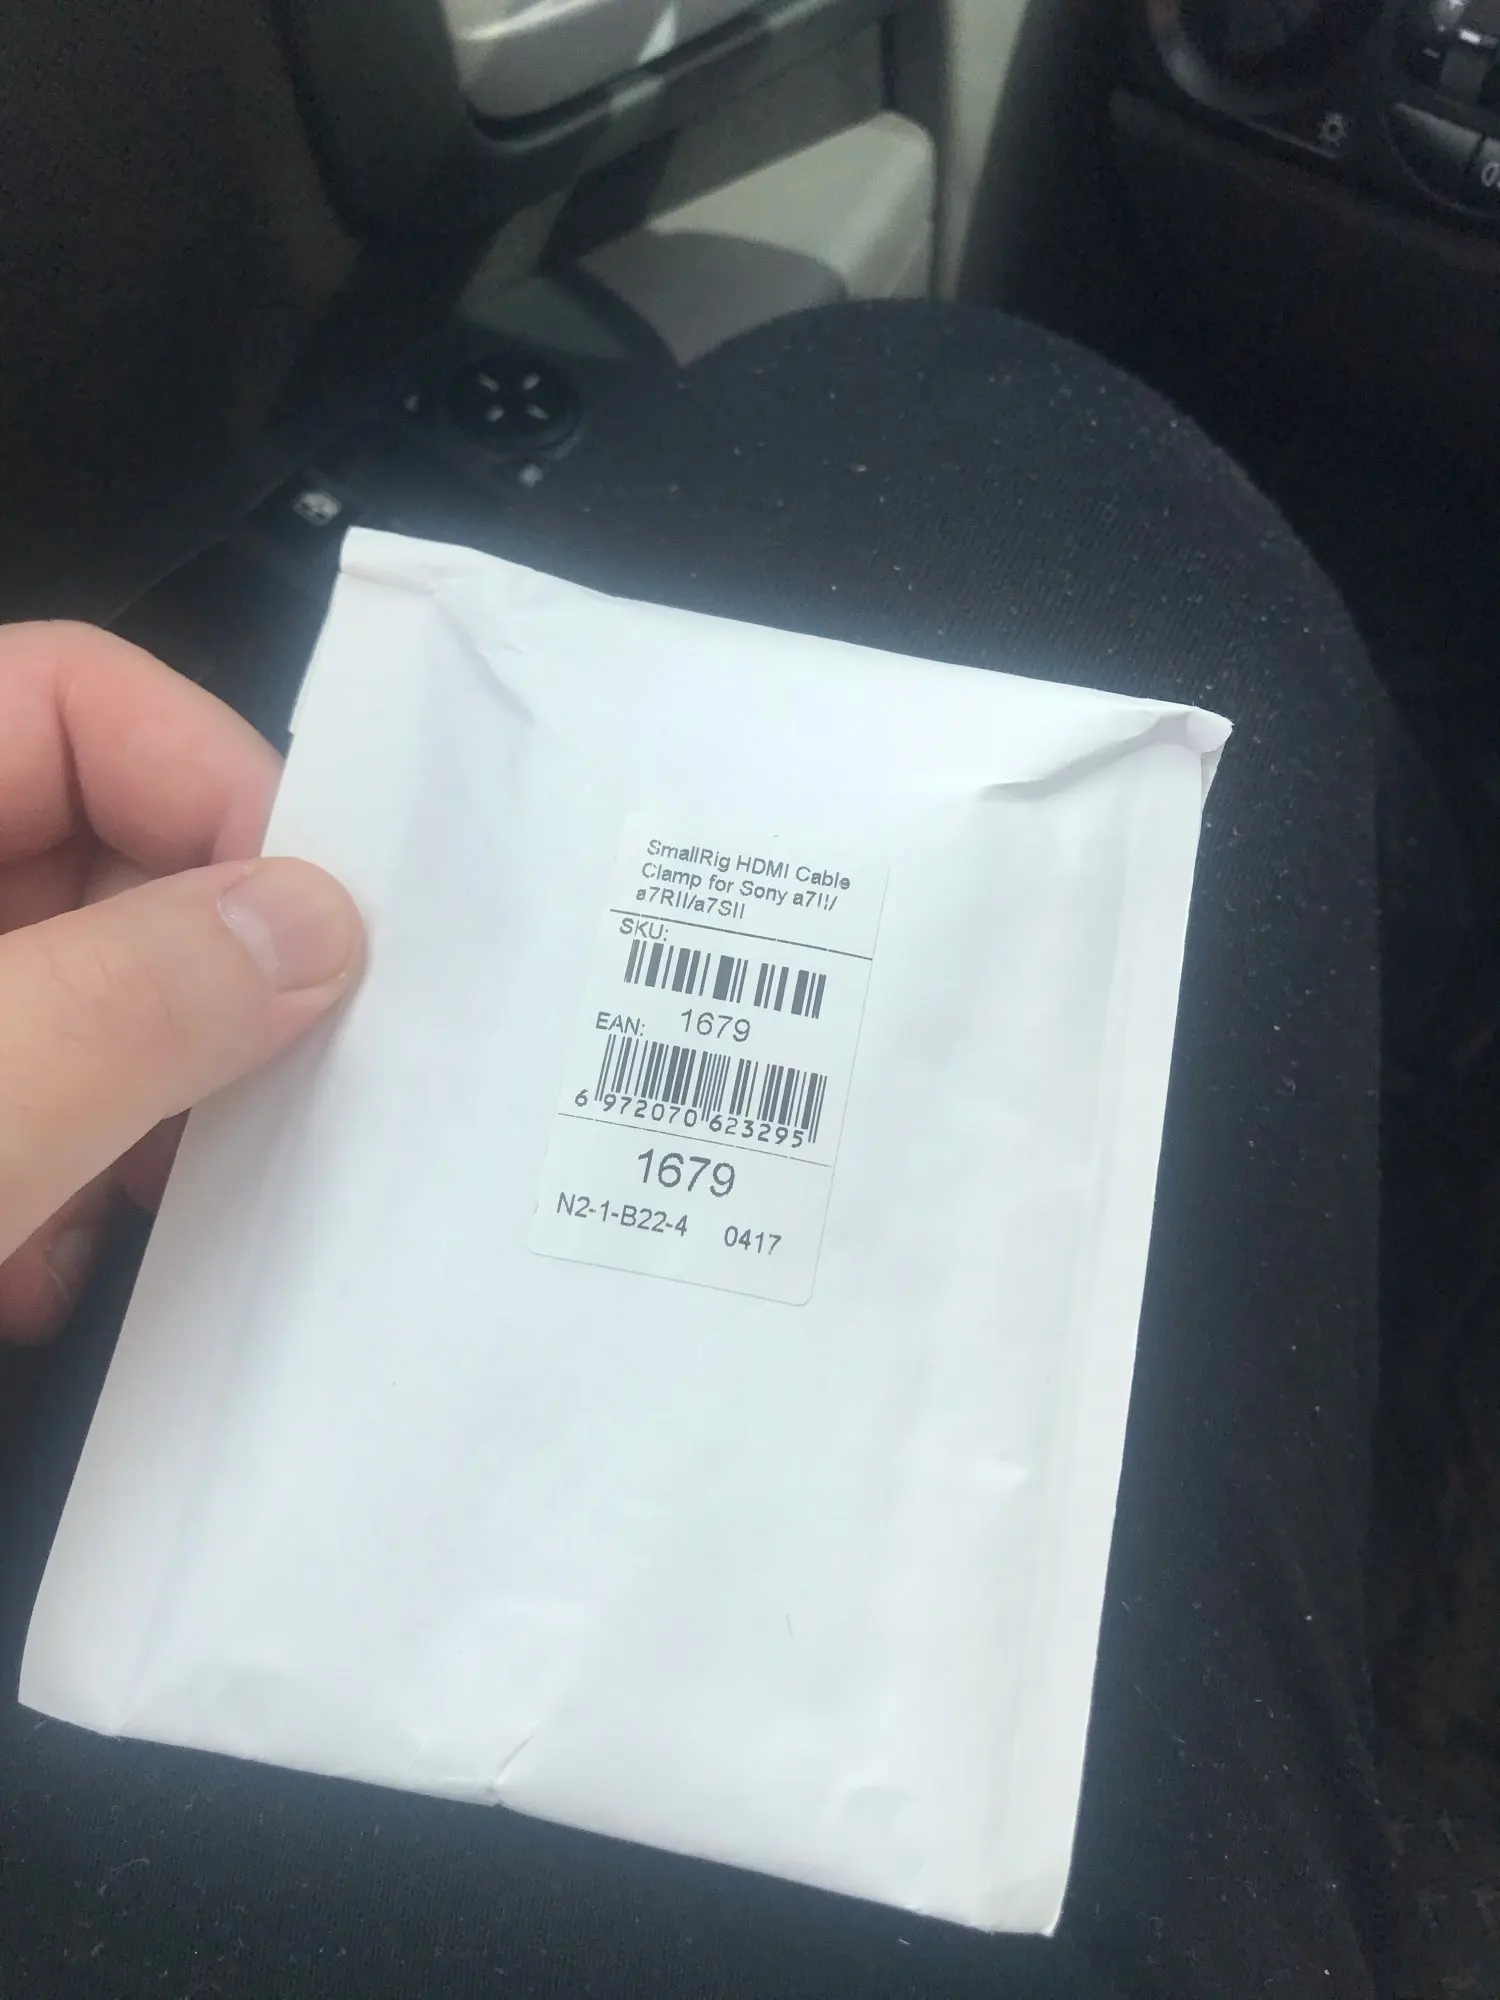 SmallRig HDMI Cable
Clamp for Sony a7II/
a7RII/a7SII
SKU:
1679
EAN:
6 972070 623295
1679
N2-1-B22-4 0417